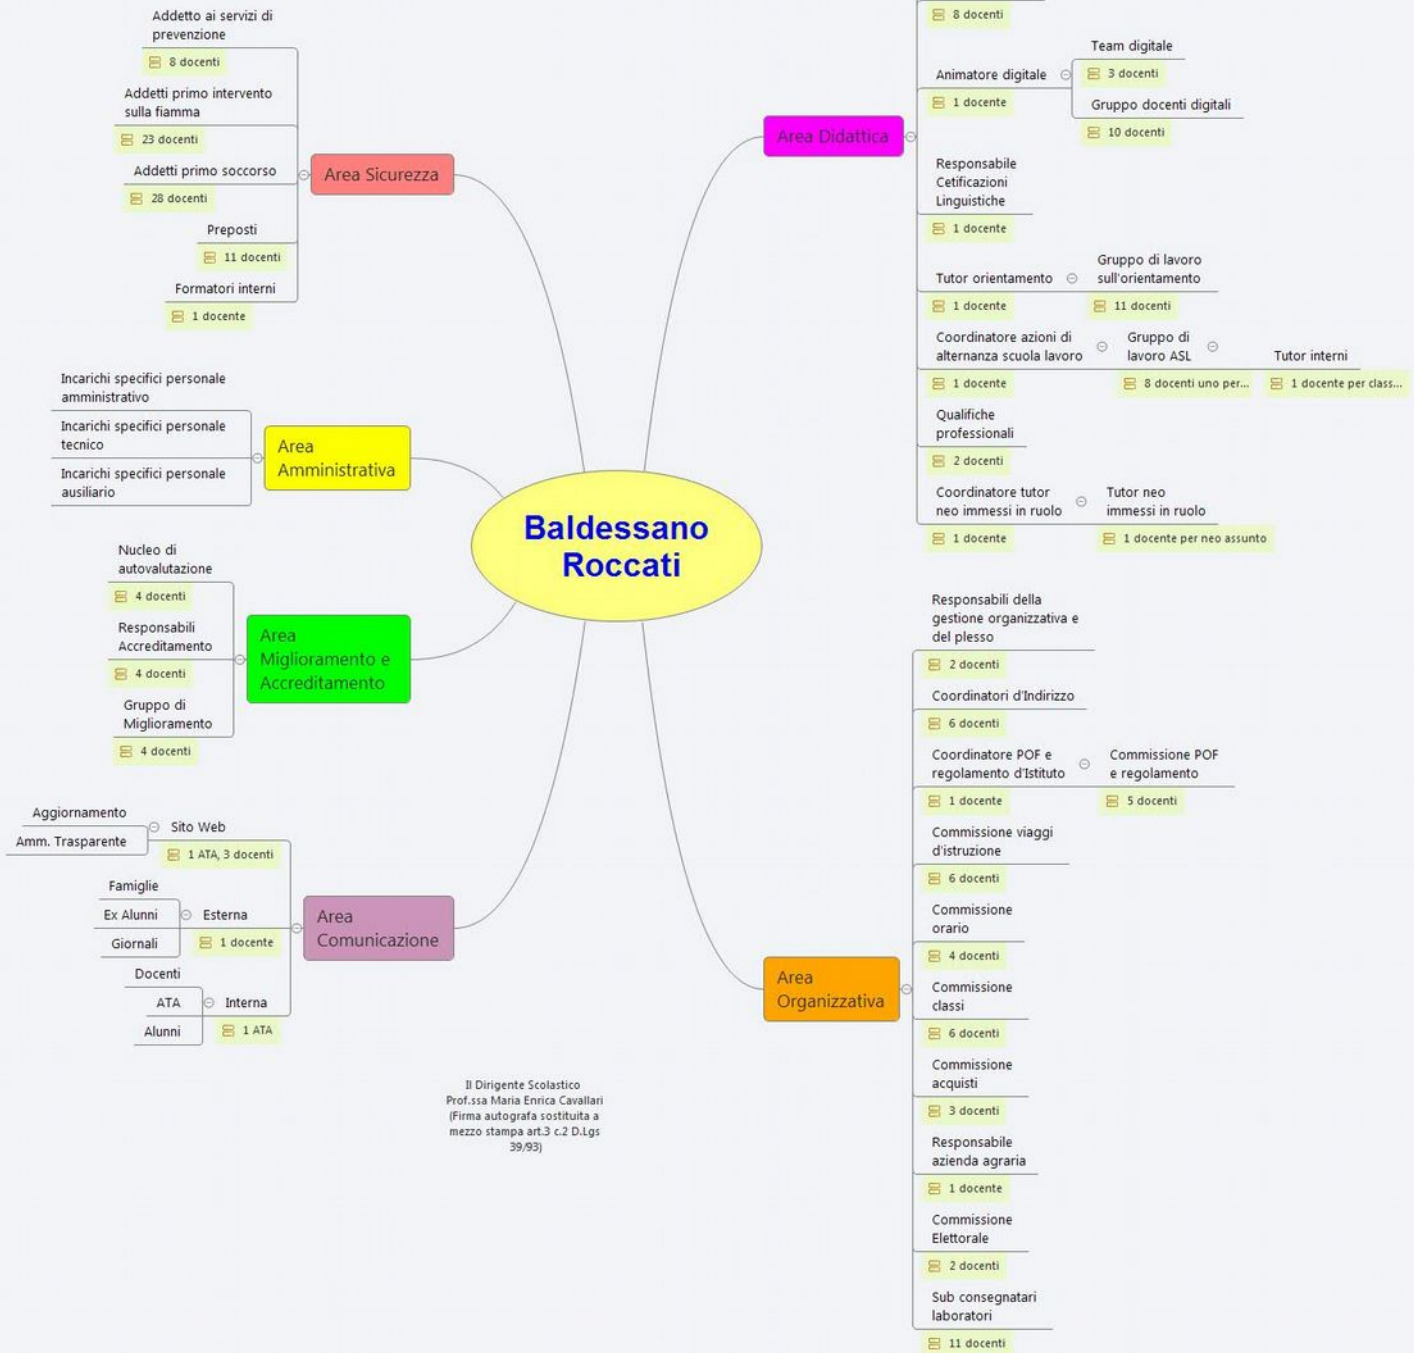 Addetto ai servizi di
prevenzione
8 docenti
Addetti primo intervento
sulla fiamma
23 docenti
Addetti primo soccorso
28 docenti
Preposti
11 docenti
Formatori interni
1 docente
Area Sicurezza
Incarichi specifici personale
amministrativo
Incarichi specifici personale
tecnico
Incarichi specifici personale
ausiliario
Area
Amministrativa
Nucleo di
autovalutazione
4 docenti
Responsabili
Accreditamento
4 docenti
Gruppo di
Miglioramento
4 docenti
Area
Miglioramento e
Accreditamento
Aggiornamento
Amm. Trasparente
Sito Web
1 ATA, 3 docenti
Famiglie
Ex Alunni
Giornali
Esterna
1 docente
Docenti
ATA
Alunni
Interna
1 ATA
Area
Comunicazione
Baldessano
Roccati
Il Dirigente Scolastico
Prof.ssa Maria Enrica Cavallari
(Firma autografa sostituita a
mezzo stampa art.3 c.2 D.Lgs
39/93)
Area Didattica
8 docenti
Animatore digitale
1 docente
Team digitale
3 docenti
Gruppo docenti digitali
10 docenti
Responsabile
Cetificazioni
Linguistiche
1 docente
Tutor orientamento
1 docente
Gruppo di lavoro
sull'orientamento
11 docenti
Coordinatore azioni di
alternanza scuola lavoro
1 docente
Gruppo di
lavoro ASL
8 docenti uno per...
Tutor interni
1 docente per class...
Qualifiche
professionali
2 docenti
Coordinatore tutor
neo immessi in ruolo
1 docente
Tutor neo
immessi in ruolo
1 docente per neo assunto
Area
Organizzativa
Responsabili della
gestione organizzativa e
del plesso
2 docenti
Coordinatori d'Indirizzo
6 docenti
Coordinatore POF e
regolamento d'Istituto
1 docente
Commissione POF
e regolamento
5 docenti
Commissione viaggi
d'istruzione
6 docenti
Commissione
orario
4 docenti
Commissione
classi
6 docenti
Commissione
acquisti
3 docenti
Responsabile
azienda agraria
1 docente
Commissione
Elettorale
2 docenti
Sub consegnatari
laboratori
11 docenti